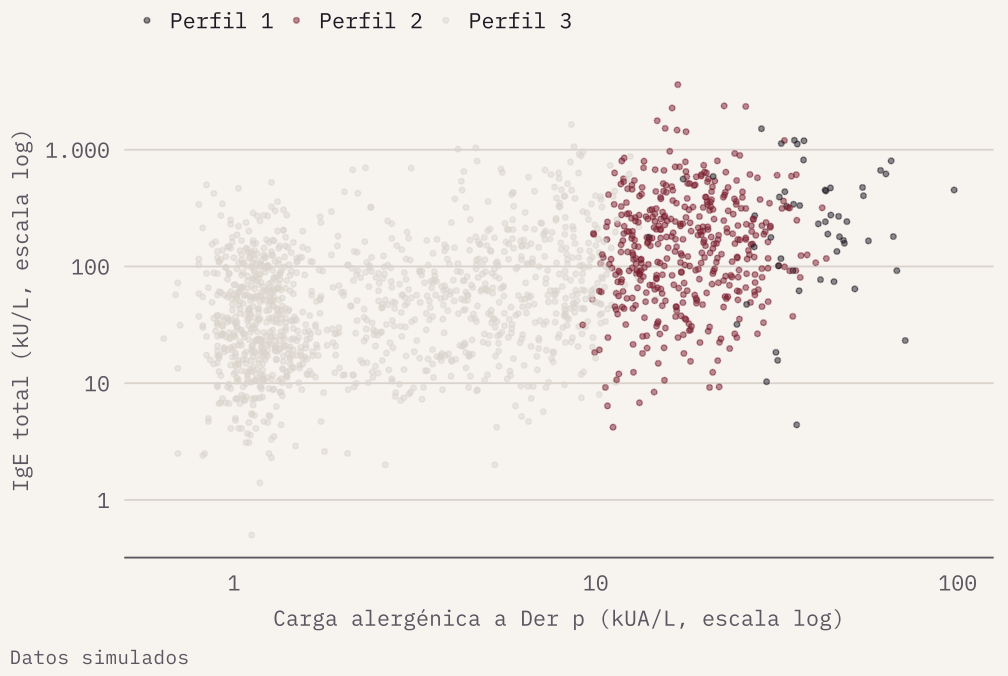 Perfil 1 Perfil 2 Perfil 3
IgE total (kU/L, escala log)
1.000
100
10
1
1 10 100
Carga alergénica a Der p (kUA/L, escala log)
Datos simulados